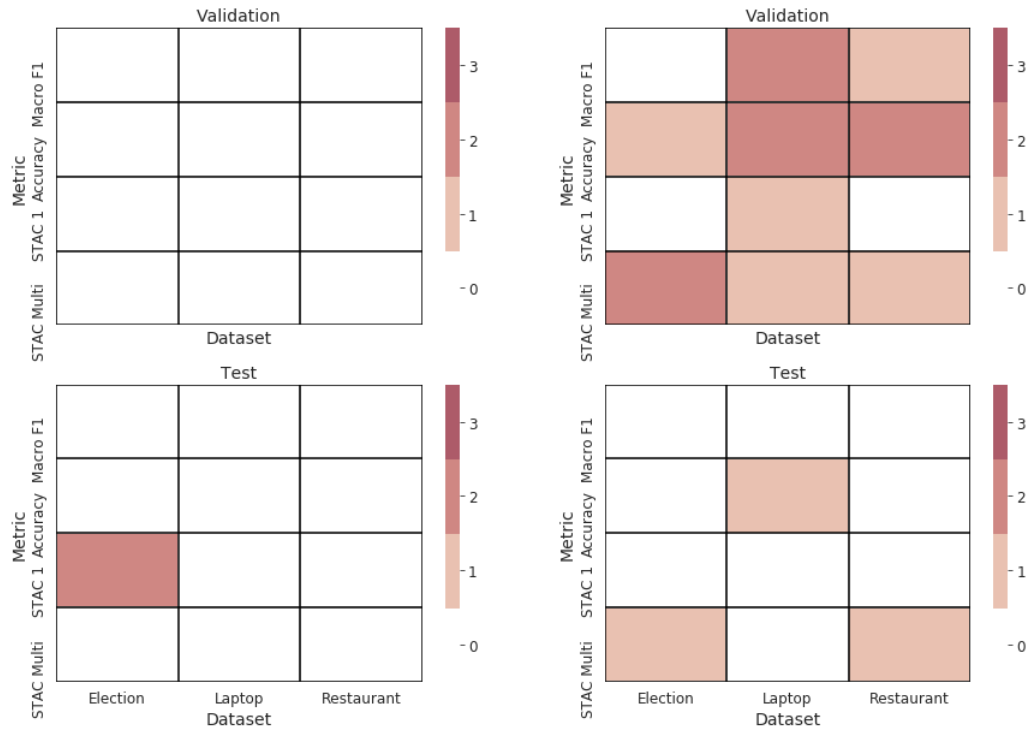 Validation
Metric
Macro F1
Accuracy
STAC 1
STAC Multi
Dataset
3
2
1
0
Validation
Metric
Macro F1
Accuracy
STAC 1
STAC Multi
Dataset
3
2
1
0
Test
Metric
Macro F1
Accuracy
STAC 1
STAC Multi
Election Laptop Restaurant
Dataset
3
2
1
0
Test
Metric
Macro F1
Accuracy
STAC 1
STAC Multi
Election Laptop Restaurant
Dataset
3
2
1
0